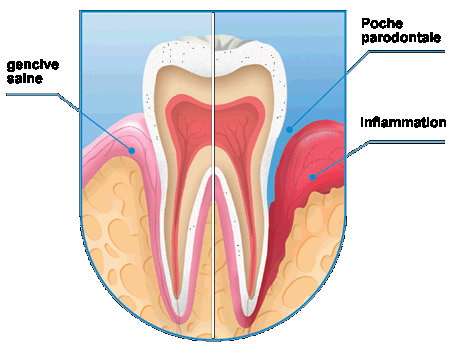 gencive
saine
Poche
parodontale
Inflammation